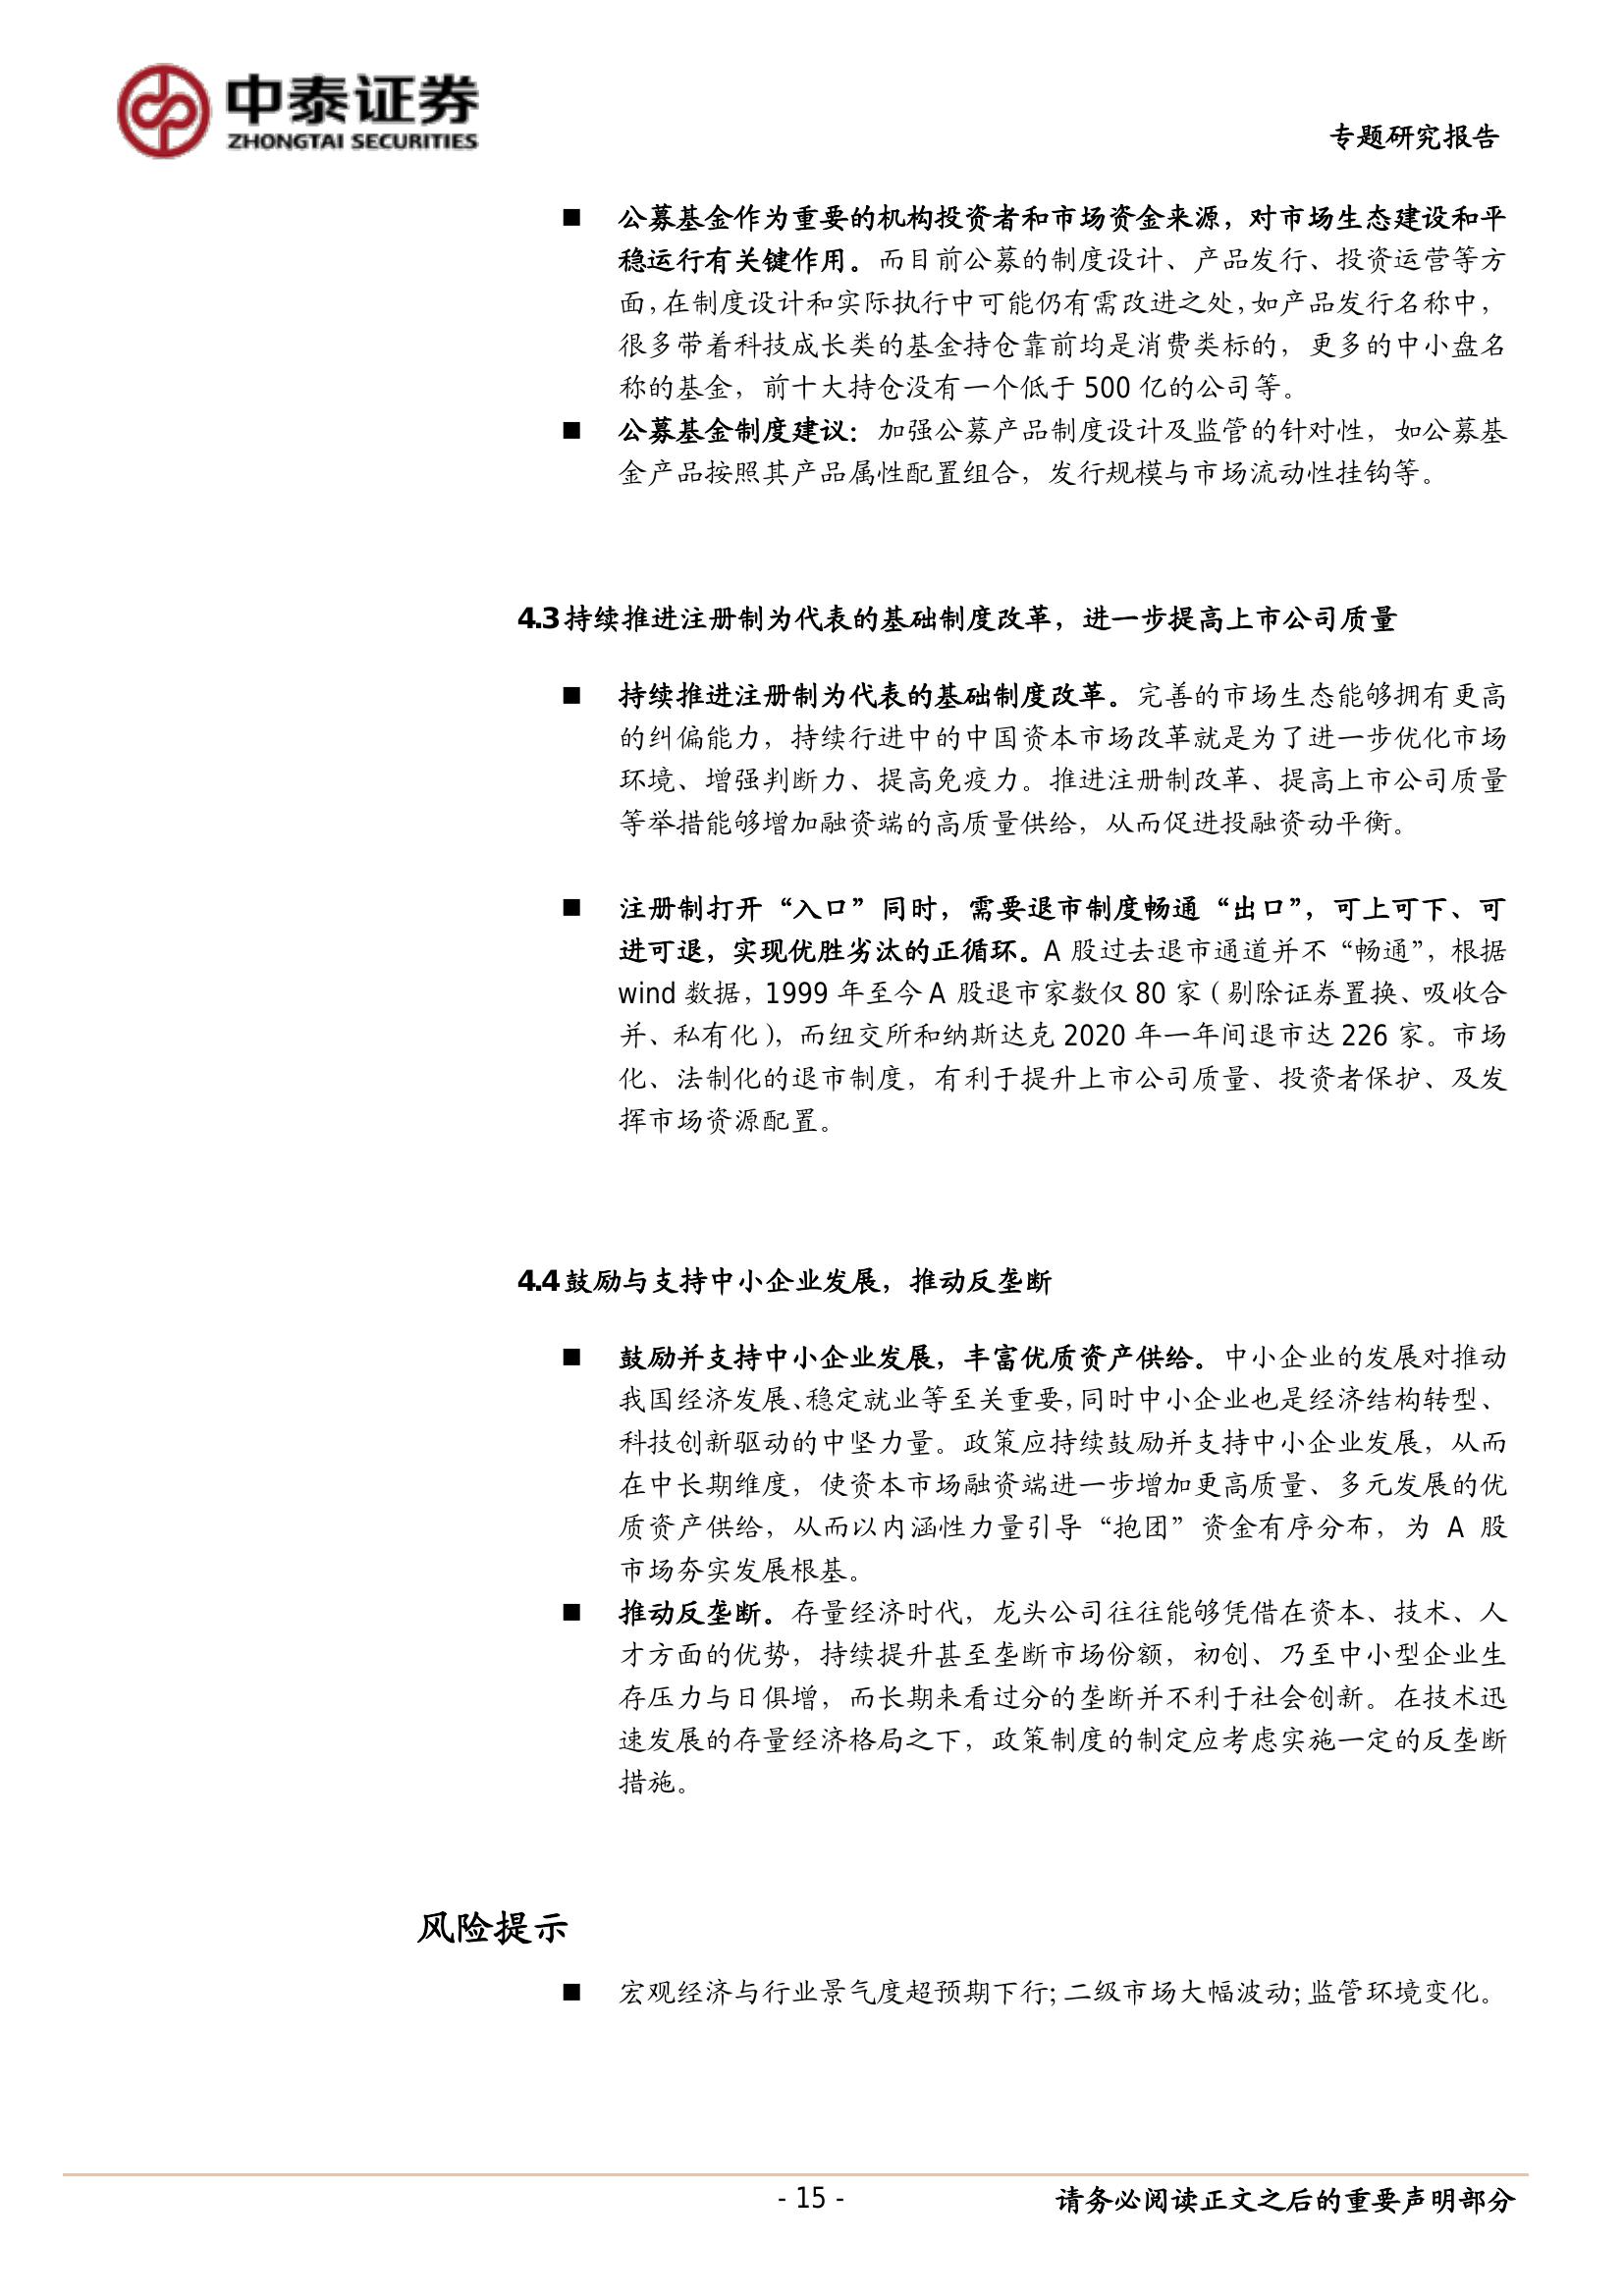 中泰证券
ZHONGTAI SECURITIES
专题研究报告
■ 公募基金作为重要的机构投资者和市场资金来源，对市场生态建设和平
稳运行有关键作用。而目前公募的制度设计、产品发行、投资运营等方
面，在制度设计和实际执行中可能仍有需改进之处，如产品发行名称中，
很多带着科技成长类的基金持仓靠前均是消费类标的，更多的中小盘名
称的基金，前十大持仓没有一个低于 500 亿的公司等。
■ 公募基金制度建议：加强公募产品制度设计及监管的针对性，如公募基
金产品按照其产品属性配置组合，发行规模与市场流动性挂钩等。
4.3 持续推进注册制为代表的基础制度改革，进一步提高上市公司质量
■ 持续推进注册制为代表的基础制度改革。完善的市场生态能够拥有更高
的纠偏能力，持续行进中的中国资本市场改革就是为了进一步优化市场
环境、增强判断力、提高免疫力。推进注册制改革、提高上市公司质量
等举措能够增加融资端的高质量供给，从而促进投融资动平衡。
■ 注册制打开“入口”同时，需要退市制度畅通“出口”，可上可下、可
进可退，实现优胜劣汰的正循环。A 股过去退市通道并不“畅通”，根据
wind 数据，1999 年至今 A 股退市家数仅 80 家（剔除证券置换、吸收合
并、私有化），而纽交所和纳斯达克 2020 年一年间退市达 226 家。市场
化、法制化的退市制度，有利于提升上市公司质量、投资者保护、及发
挥市场资源配置。
4.4 鼓励与支持中小企业发展，推动反垄断
■ 鼓励并支持中小企业发展，丰富优质资产供给。中小企业的发展对推动
我国经济发展、稳定就业等至关重要，同时中小企业也是经济结构转型、
科技创新驱动的中坚力量。政策应持续鼓励并支持中小企业发展，从而
在中长期维度，使资本市场融资端进一步增加更高质量、多元发展的优
质资产供给，从而以内涵性力量引导“抱团”资金有序分布，为 A 股
市场夯实发展根基。
■ 推动反垄断。存量经济时代，龙头公司往往能够凭借在资本、技术、人
才方面的优势，持续提升甚至垄断市场份额，初创、乃至中小型企业生
存压力与日俱增，而长期来看过分的垄断并不利于社会创新。在技术迅
速发展的存量经济格局之下，政策制度的制定应考虑实施一定的反垄断
措施。
风险提示
■ 宏观经济与行业景气度超预期下行；二级市场大幅波动；监管环境变化。
- 15 -
请务必阅读正文之后的重要声明部分